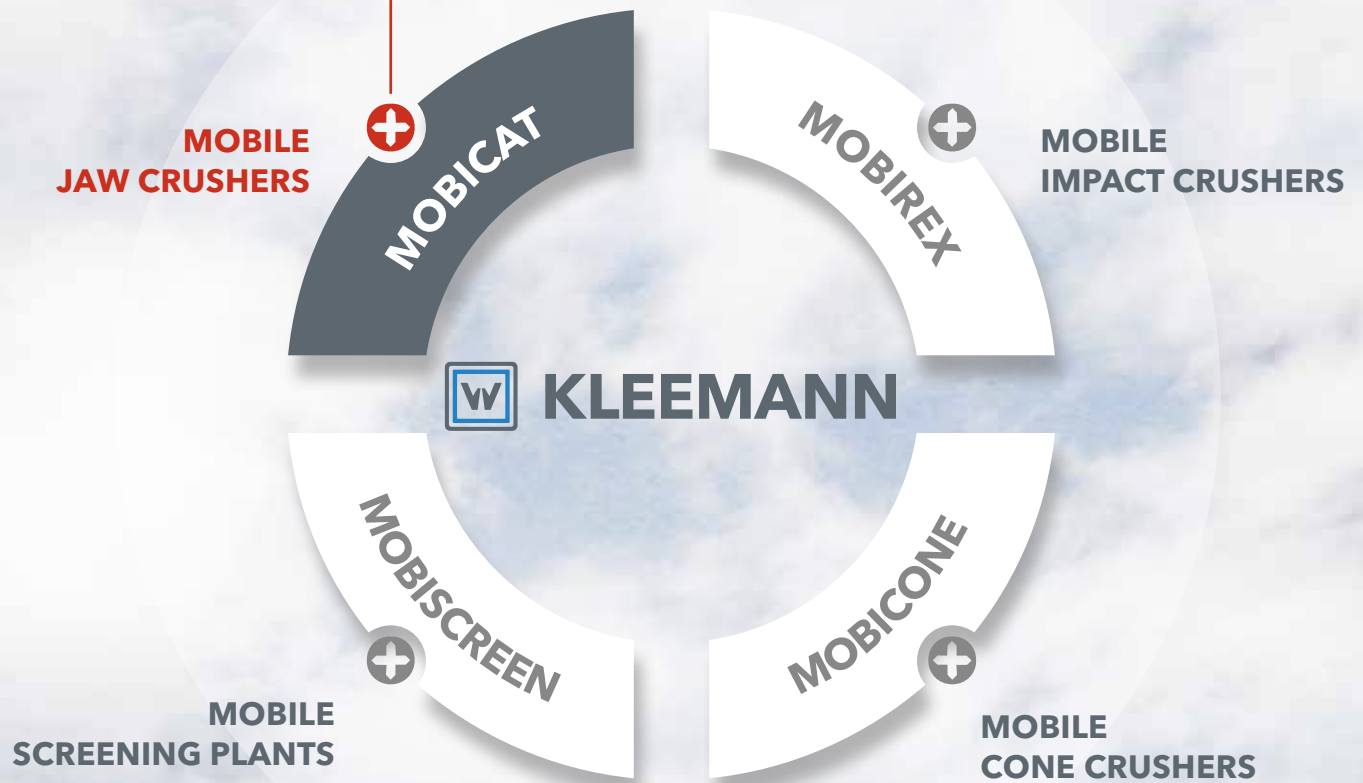 MOBILE
JAW CRUSHERS
MOBICAT
MOBIREX
MOBILE
IMPACT CRUSHERS
W KLEEMANN
MOBISCREEN
MOBILE
SCREENING PLANTS
MOBICONE
MOBILE
CONE CRUSHERS